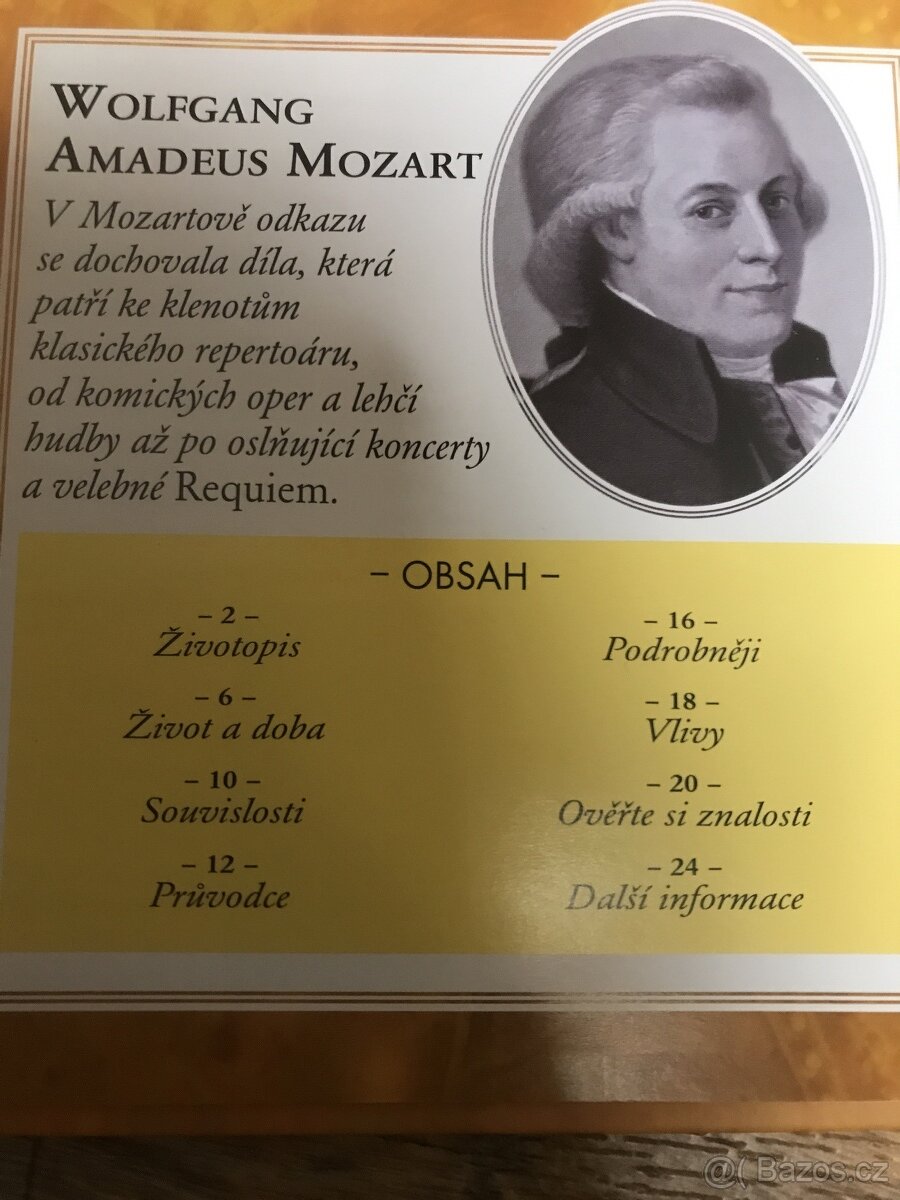 WOLFGANG
AMADEUS MOZART
V Mozartově odkazu
se dochovala díla, která
patří ke klenotům
klasického repertoáru,
od komických oper a lehčí
hudby až po oslňující koncerty
a velebné Requiem.
– OBSAH –
– 2 –
Životopis
– 6 –
Život a doba
– 10 –
Souvislosti
– 12 –
Průvodce
– 16 –
Podrobněji
– 18 –
Vlivy
– 20 –
Ověřte si znalosti
– 24 –
Další informace
@( Bazos.cz